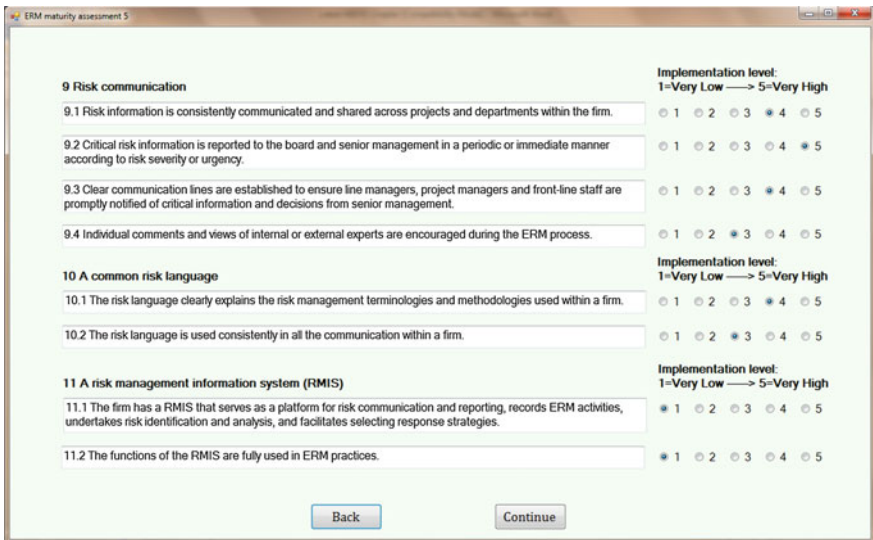 ERM maturity assessment 5
Implementation level:
9 Risk communication 1=Very Low ——> 5=Very High
9.1 Risk information is consistently communicated and shared across projects and departments within the firm. 1 2 3 4 5
9.2 Critical risk information is reported to the board and senior management in a periodic or immediate manner
according to risk severity or urgency. 1 2 3 4 5
9.3 Clear communication lines are established to ensure line managers, project managers and front-line staff are
promptly notified of critical information and decisions from senior management. 1 2 3 4 5
9.4 Individual comments and views of internal or external experts are encouraged during the ERM process. 1 2 3 4 5
Implementation level:
10 A common risk language 1=Very Low ——> 5=Very High
10.1 The risk language clearly explains the risk management terminologies and methodologies used within a firm. 1 2 3 4 5
10.2 The risk language is used consistently in all the communication within a firm. 1 2 3 4 5
Implementation level:
11 A risk management information system (RMIS) 1=Very Low ——> 5=Very High
11.1 The firm has a RMIS that serves as a platform for risk communication and reporting, records ERM activities,
undertakes risk identification and analysis, and facilitates selecting response strategies. 1 2 3 4 5
11.2 The functions of the RMIS are fully used in ERM practices. 1 2 3 4 5
Back Continue